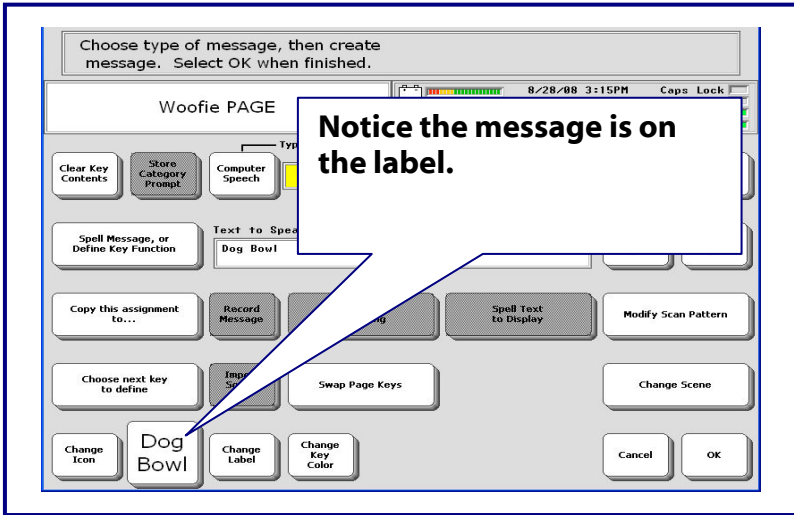 Choose type of message, then create
message. Select OK when finished.
Woofie PAGE
8/28/08 3:15PM Caps Lock
Notice the message is on
the label.
Clear Key
Contents
Store
Category
Prompt
Computer
Speech
Spell Message, or
Define Key Function
Text to Spea
Dog Bowl
Copy this assignment
to...
Record
Message
Spell Text
to Display
Modify Scan Pattern
Choose next key
to define
Swap Page Keys
Change Scene
Change
Icon
Dog
Bowl
Change
Label
Change
Key
Color
Cancel
OK